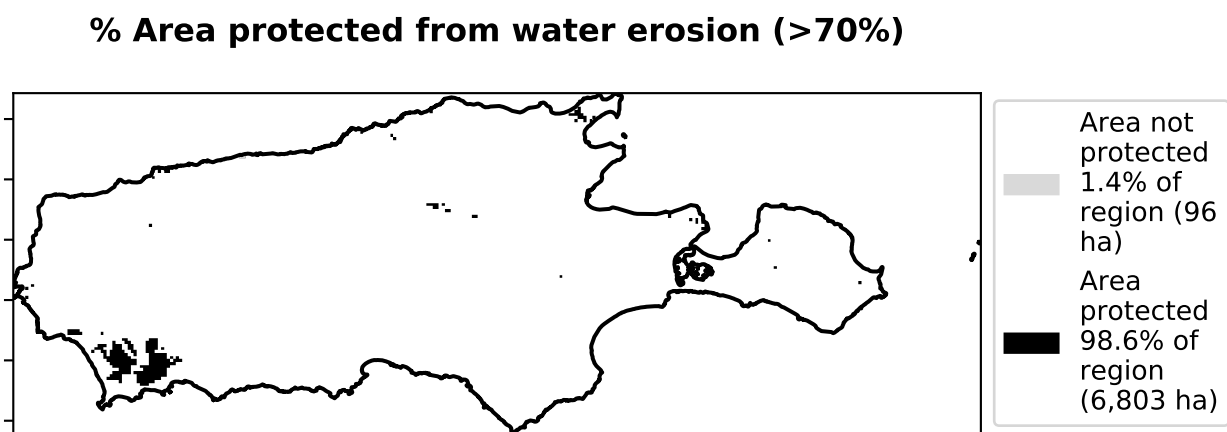 % Area protected from water erosion (>70%)
Area not
protected
1.4% of
region (96
ha)
Area
protected
98.6% of
region
(6,803 ha)